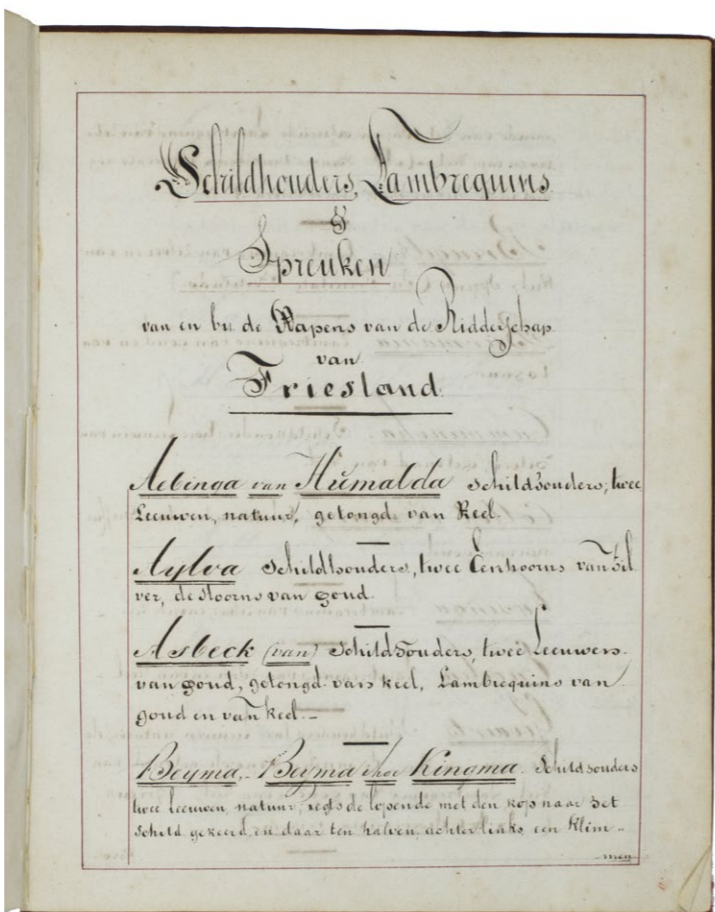 Schildhouders, Lambrequins
&
Spreuken
van en bij de Wapens van de Ridderschap
van
Friesland.
Aebinga van Humalda schildhouders, twee
Leeuwen, natuur, getongd van Keel.
Aylva schildhouders, twee Eenhoorns van Zil
ver, de Hoorns van goud.
Asbeck (van) schildhouders, twee Leeuwen
van goud, getongd van keel, Lambrequins van
goud en van keel.-
Beyma, Beyma thoe Kingma. Schildhouders
twee leeuwen, natuur, regts de lopende met den kop naar het
schild gekeerd, en daar ten halven, achter links, een klim-
men